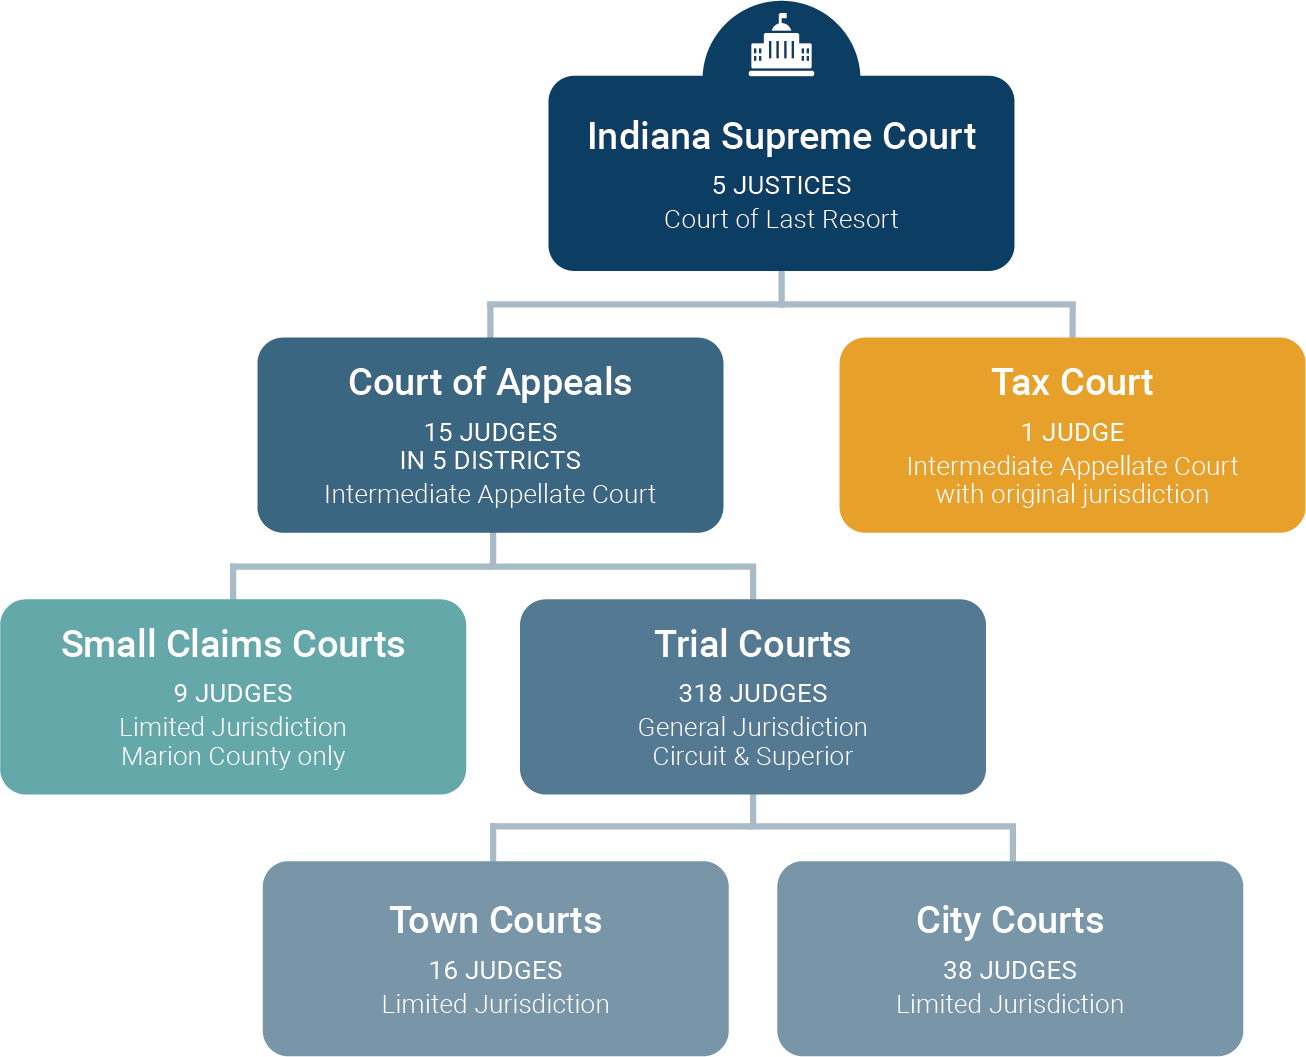 Indiana Supreme Court
5 JUSTICES
Court of Last Resort
Court of Appeals
15 JUDGES
IN 5 DISTRICTS
Intermediate Appellate Court
Tax Court
1 JUDGE
Intermediate Appellate Court
with original jurisdiction
Small Claims Courts
9 JUDGES
Limited Jurisdiction
Marion County only
Trial Courts
318 JUDGES
General Jurisdiction
Circuit & Superior
Town Courts
16 JUDGES
Limited Jurisdiction
City Courts
38 JUDGES
Limited Jurisdiction